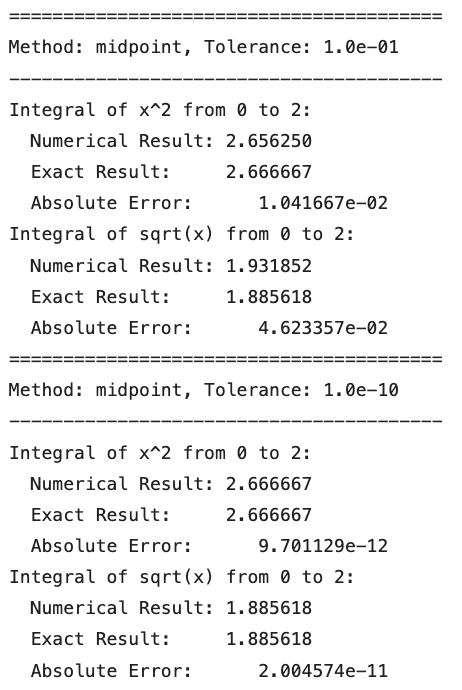 ========================================
Method: midpoint, Tolerance: 1.0e-01
----------------------------------------
Integral of x^2 from 0 to 2:
  Numerical Result: 2.656250
  Exact Result:     2.666667
  Absolute Error:      1.041667e-02
Integral of sqrt(x) from 0 to 2:
  Numerical Result: 1.931852
  Exact Result:     1.885618
  Absolute Error:      4.623357e-02
========================================
Method: midpoint, Tolerance: 1.0e-10
----------------------------------------
Integral of x^2 from 0 to 2:
  Numerical Result: 2.666667
  Exact Result:     2.666667
  Absolute Error:      9.701129e-12
Integral of sqrt(x) from 0 to 2:
  Numerical Result: 1.885618
  Exact Result:     1.885618
  Absolute Error:      2.004574e-11